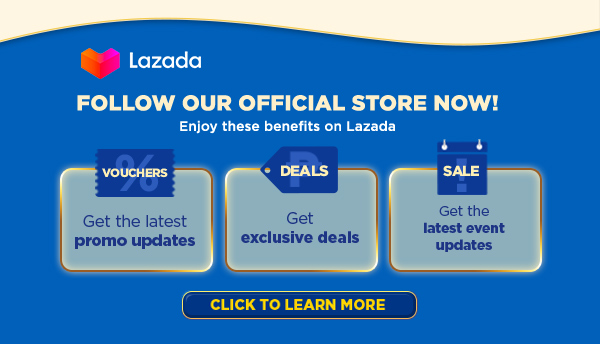 Lazada
FOLLOW OUR OFFICIAL STORE NOW!
Enjoy these benefits on Lazada
%
VOUCHERS
Get the latest
promo updates
₱
DEALS
Get
exclusive deals
!
SALE
Get the
latest event
updates
CLICK TO LEARN MORE